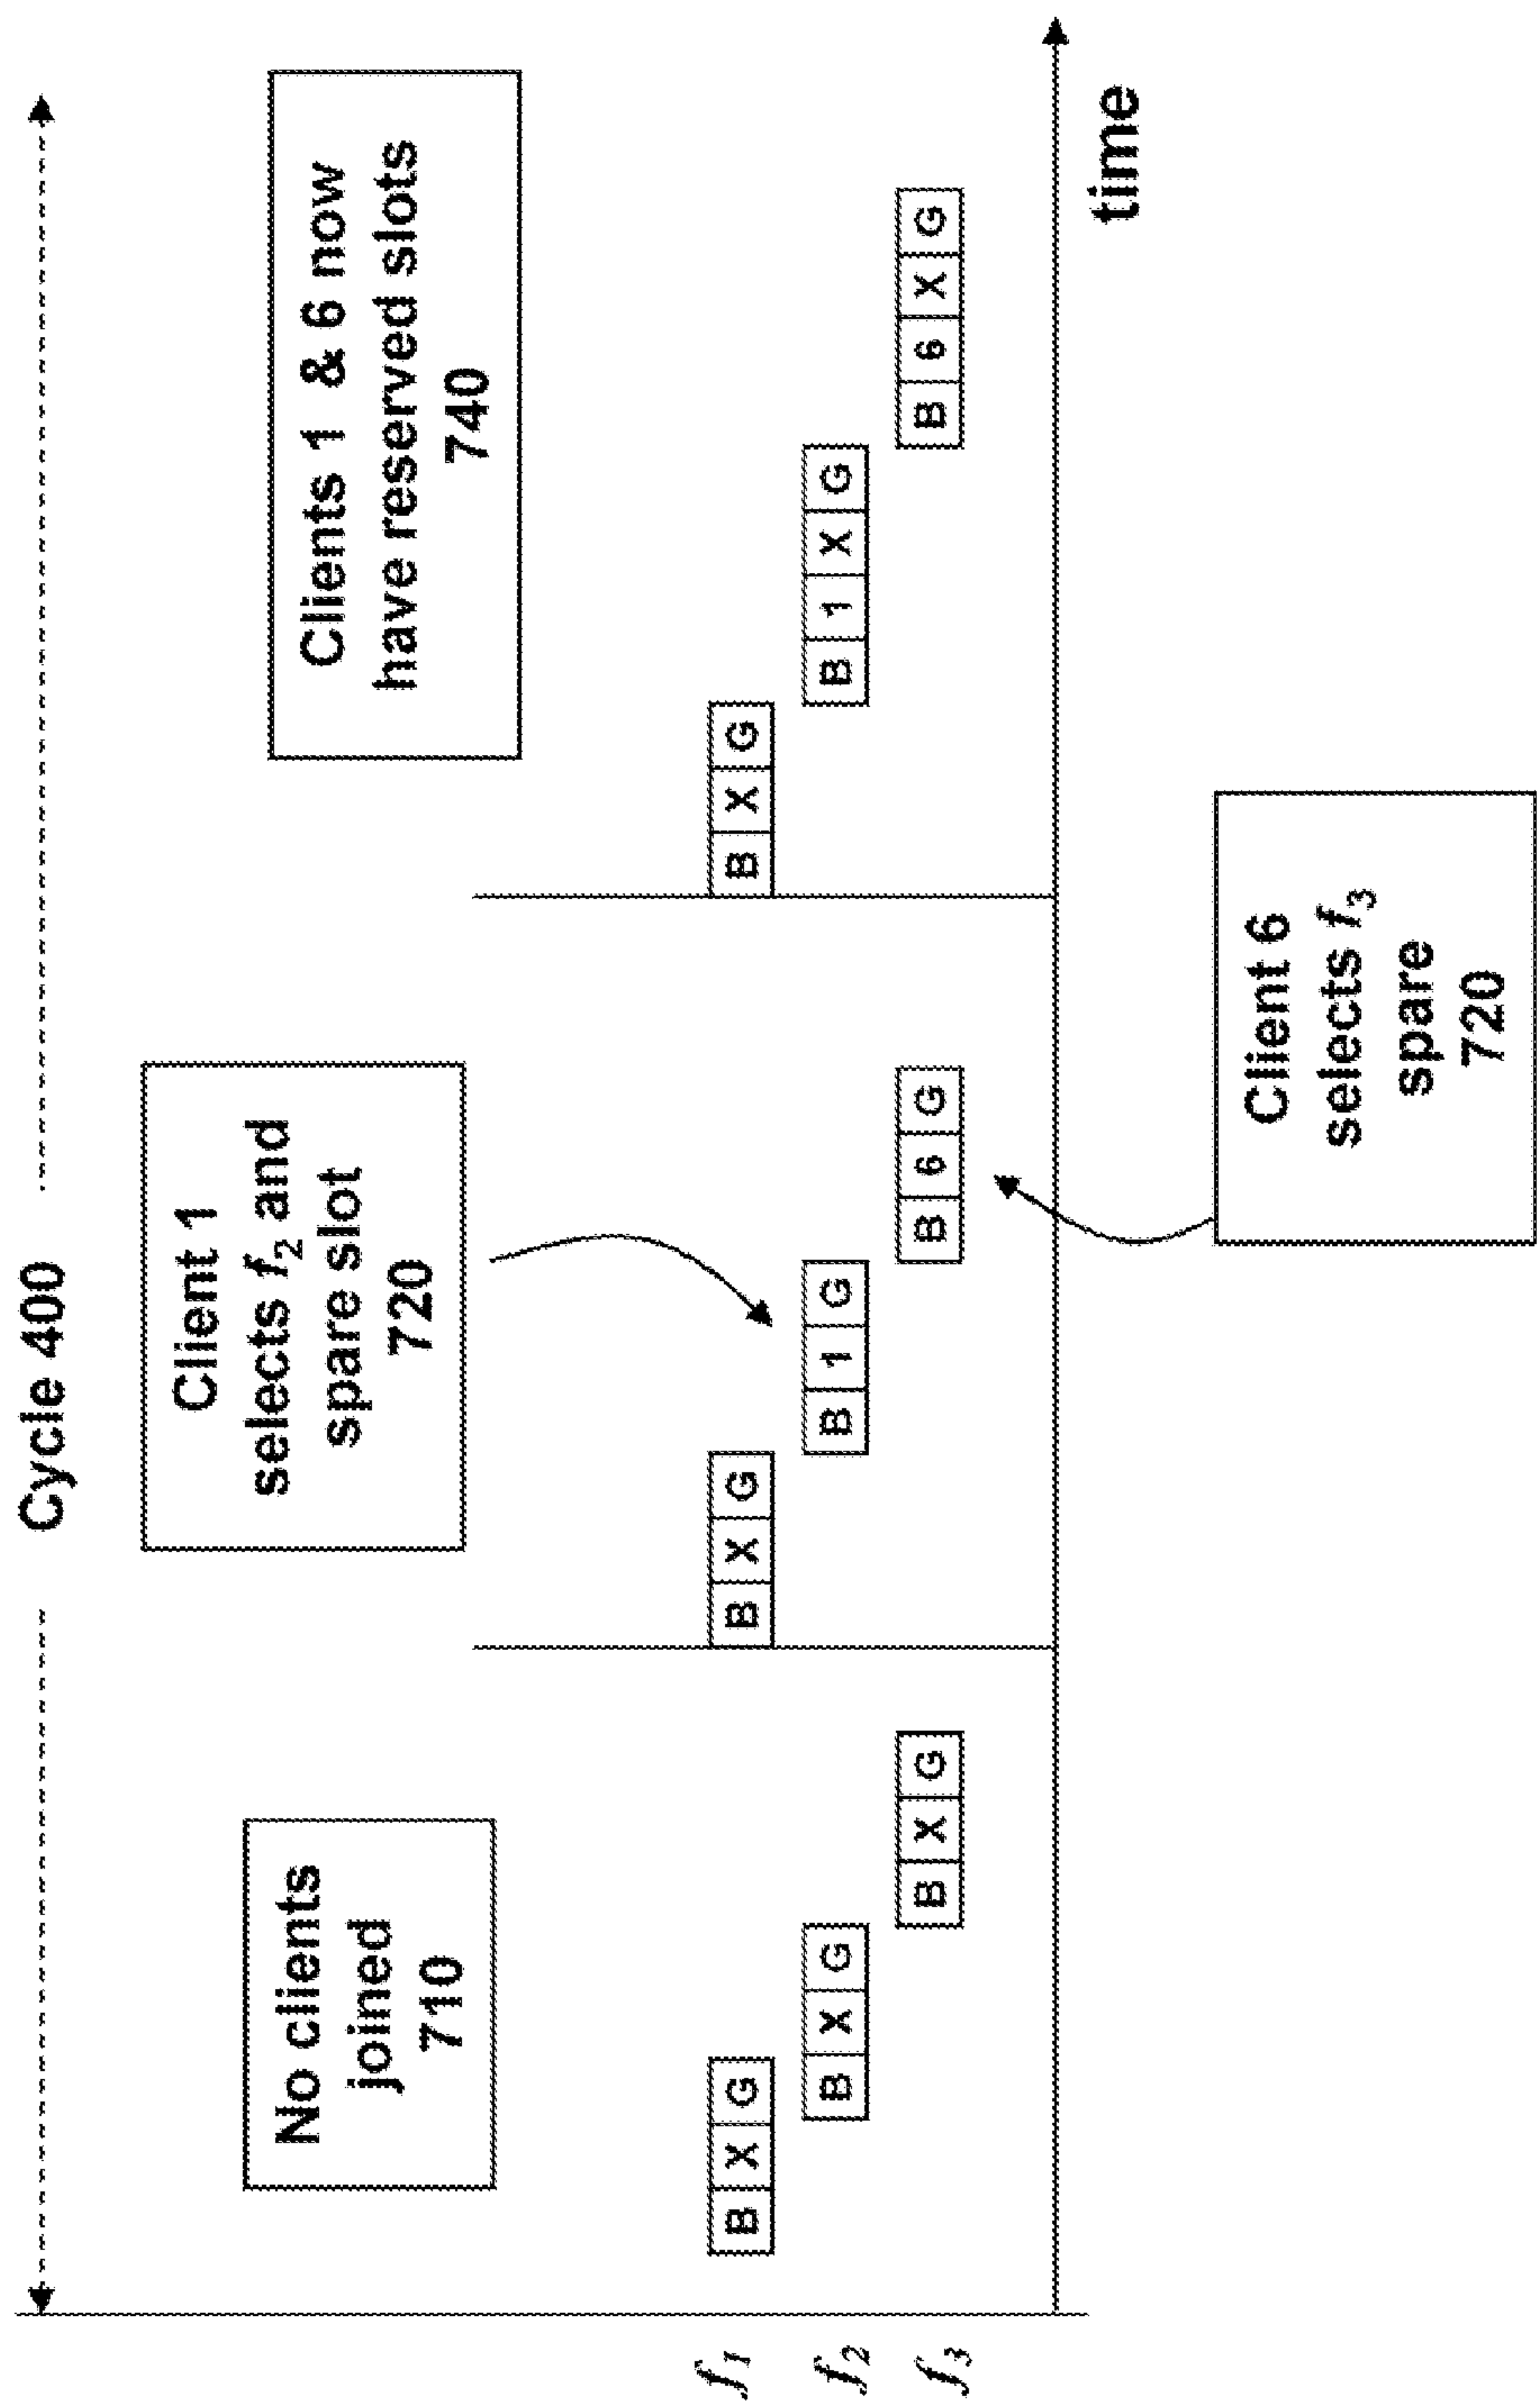 Cycle 400
No clients
joined
710
Client 1
selects f2 and
spare slot
720
Clients 1 & 6 now
have reserved slots
740
f1
B X G
B X G
B X G
f2
B X G
B 1 G
B 1 X G
f3
B X G
B 6 G
B 6 X G
time
Client 6
selects f3
spare
720